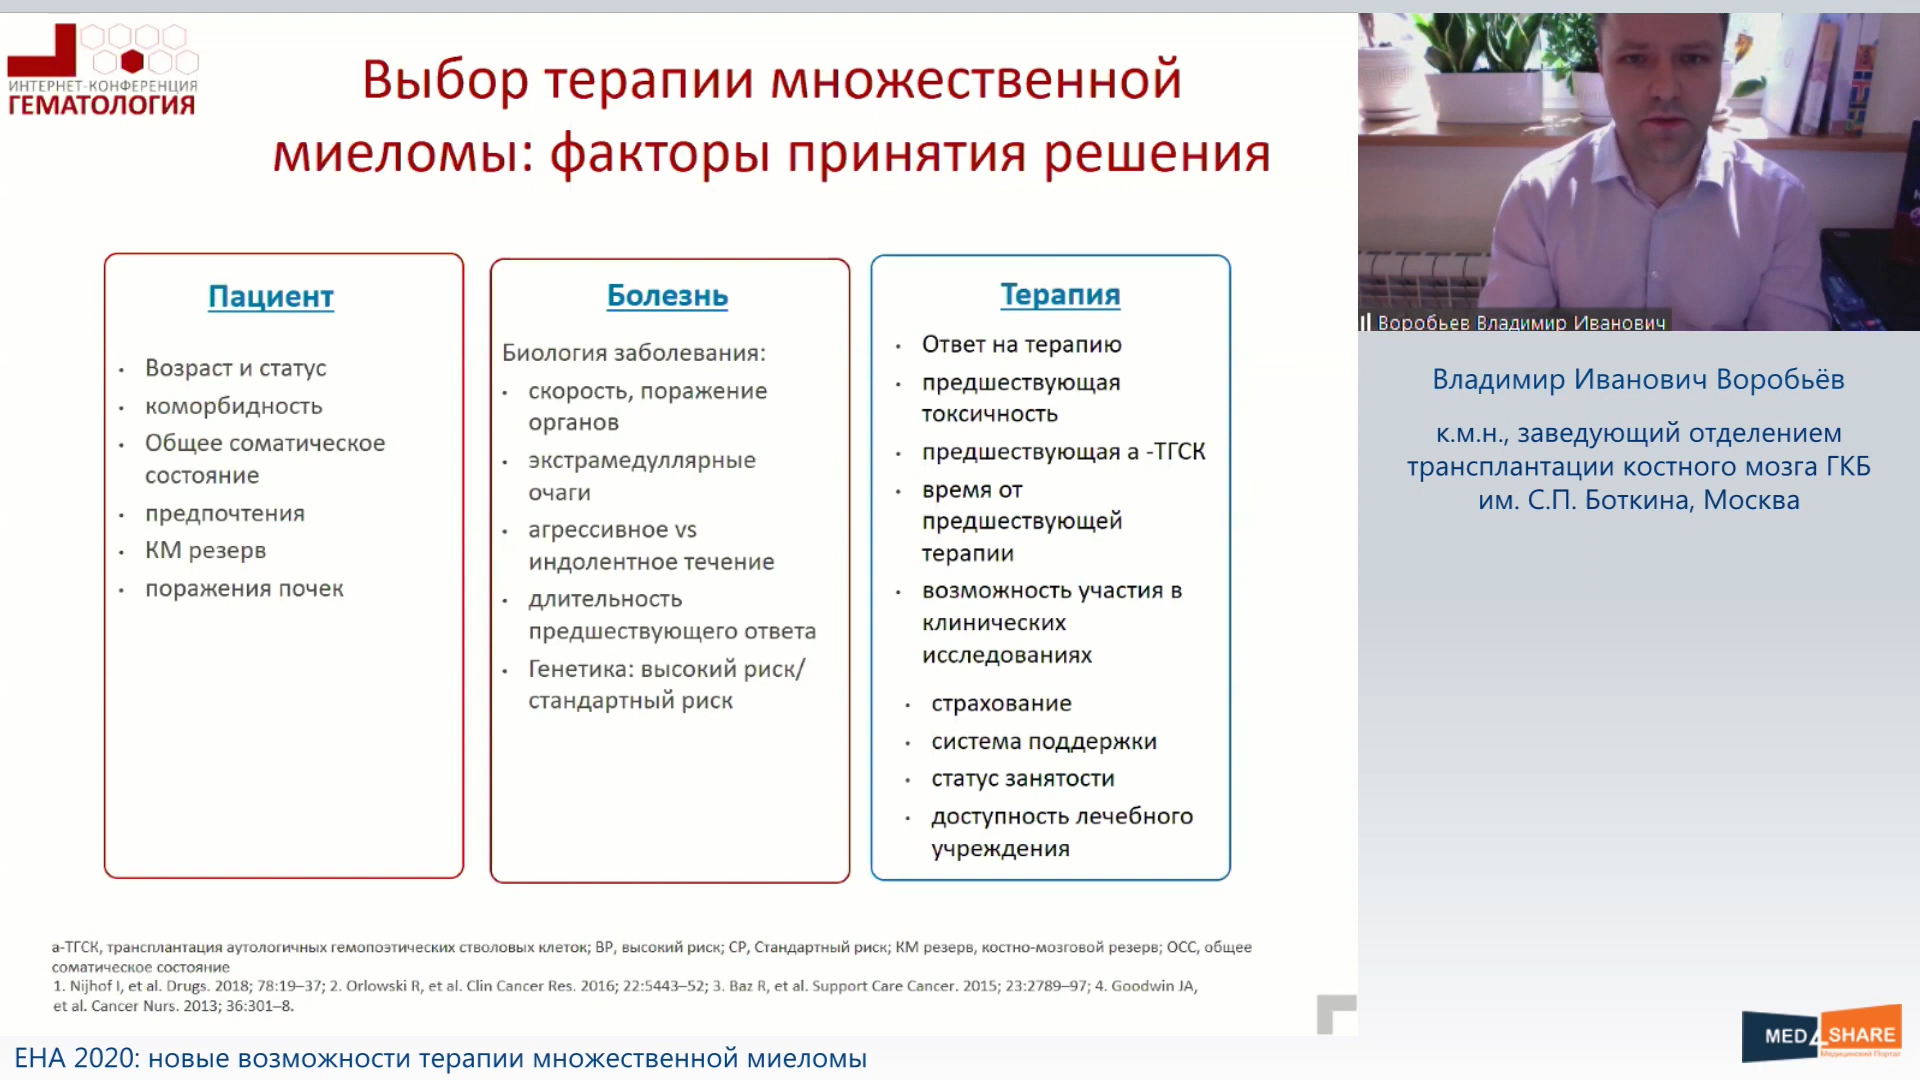 ИНТЕРНЕТ-КОНФЕРЕНЦИЯ
ГЕМАТОЛОГИЯ
Выбор терапии множественной
миеломы: факторы принятия решения
Пациент
• Возраст и статус
• коморбидность
• Общее соматическое
состояние
• предпочтения
• КМ резерв
• поражения почек
Болезнь
Биология заболевания:
• скорость, поражение
органов
• экстрамедуллярные
очаги
• агрессивное vs
индолентное течение
• длительность
предшествующего ответа
• Генетика: высокий риск/
стандартный риск
Терапия
• Ответ на терапию
• предшествующая
токсичность
• предшествующая а -ТГСК
• время от
предшествующей
терапии
• возможность участия в
клинических
исследованиях
• страхование
• система поддержки
• статус занятости
• доступность лечебного
учреждения
а-ТГСК, трансплантация аутологичных гемопоэтических стволовых клеток; ВР, высокий риск; СР, Стандартный риск; КМ резерв, костно-мозговой резерв; ОСС, общее
соматическое состояние
1. Nijhof I, et al. Drugs. 2018; 78:19–37; 2. Orlowski R, et al. Clin Cancer Res. 2016; 22:5443–52; 3. Baz R, et al. Support Care Cancer. 2015; 23:2789–97; 4. Goodwin JA,
et al. Cancer Nurs. 2013; 36:301–8.
Воробьев Владимир Иванович
Владимир Иванович Воробьёв
к.м.н., заведующий отделением
трансплантации костного мозга ГКБ
им. С.П. Боткина, Москва
MED4SHARE
Медицинский Портал
ЕНА 2020: новые возможности терапии множественной миеломы